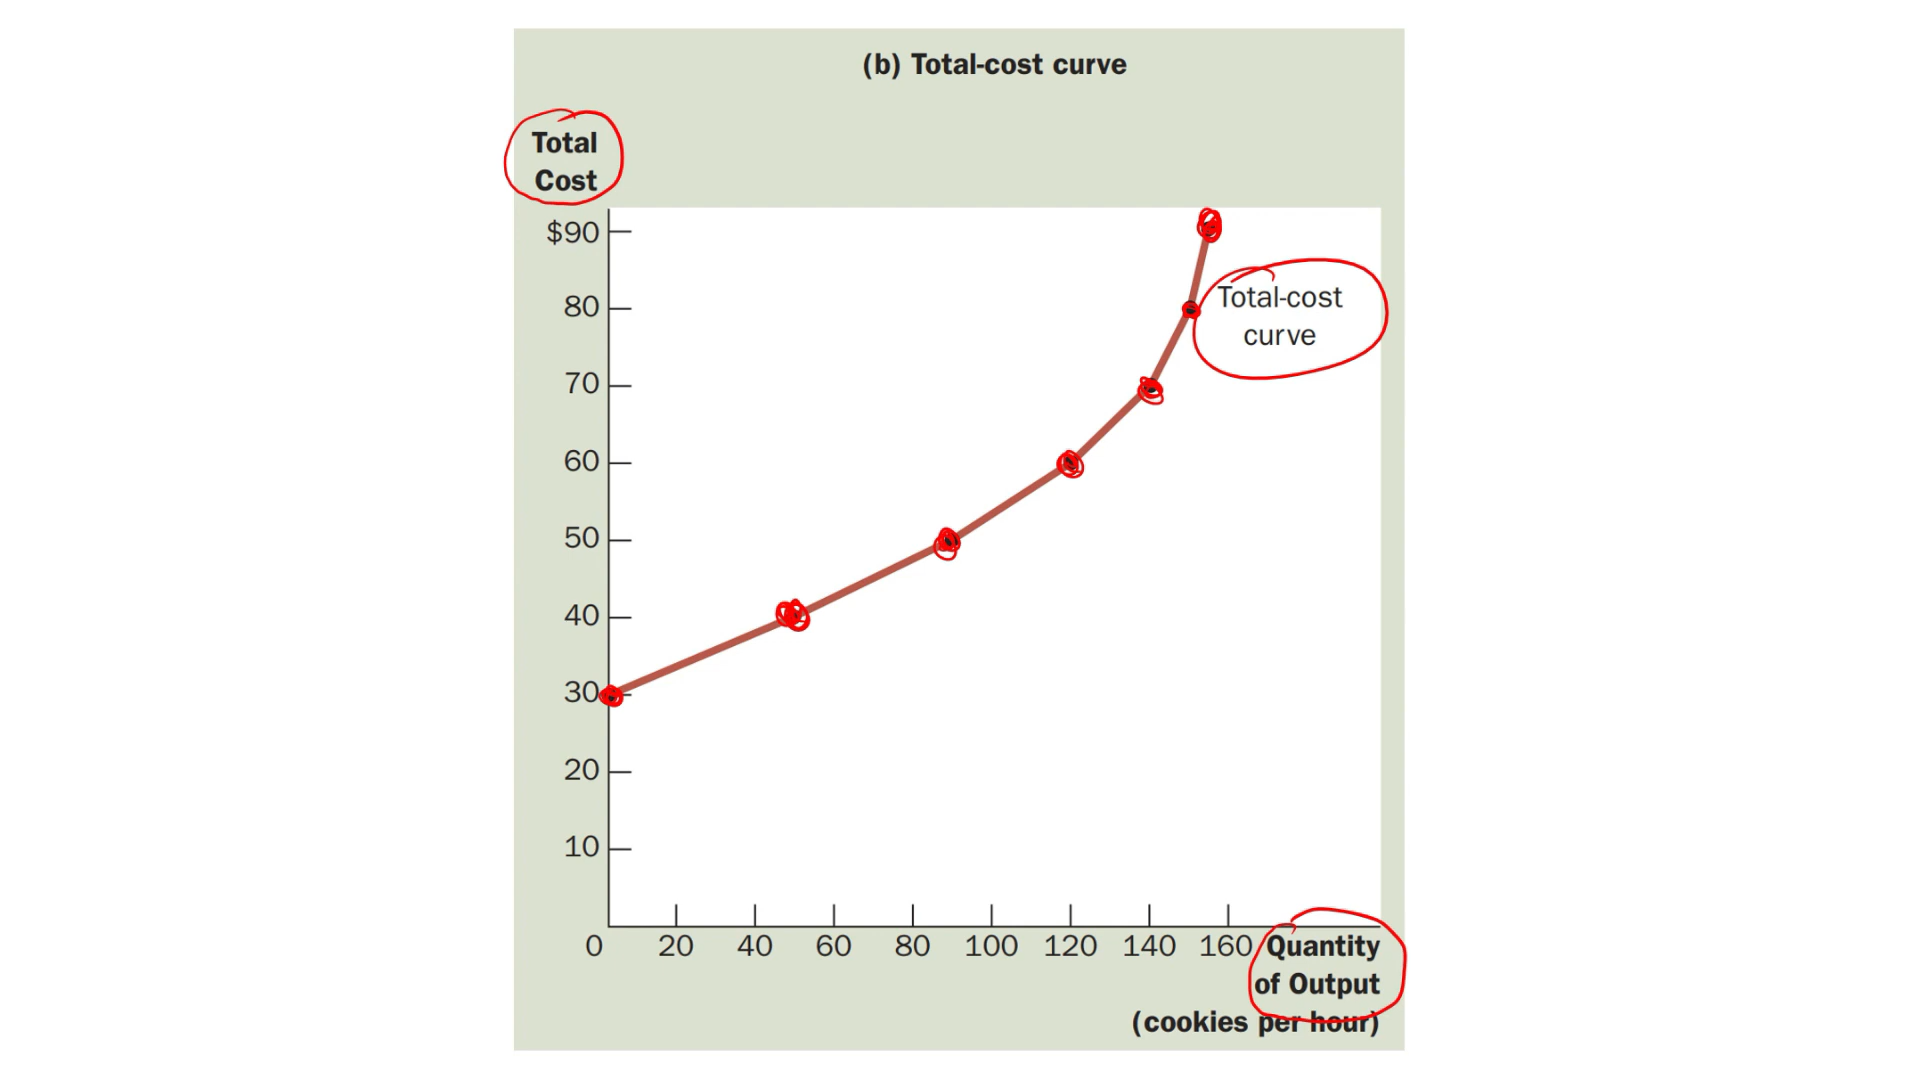 (b) Total-cost curve
Total
Cost
$90
80
70
60
50
40
30
20
10
Total-cost
curve
0 20 40 60 80 100 120 140 160
Quantity
of Output
(cookies per hour)